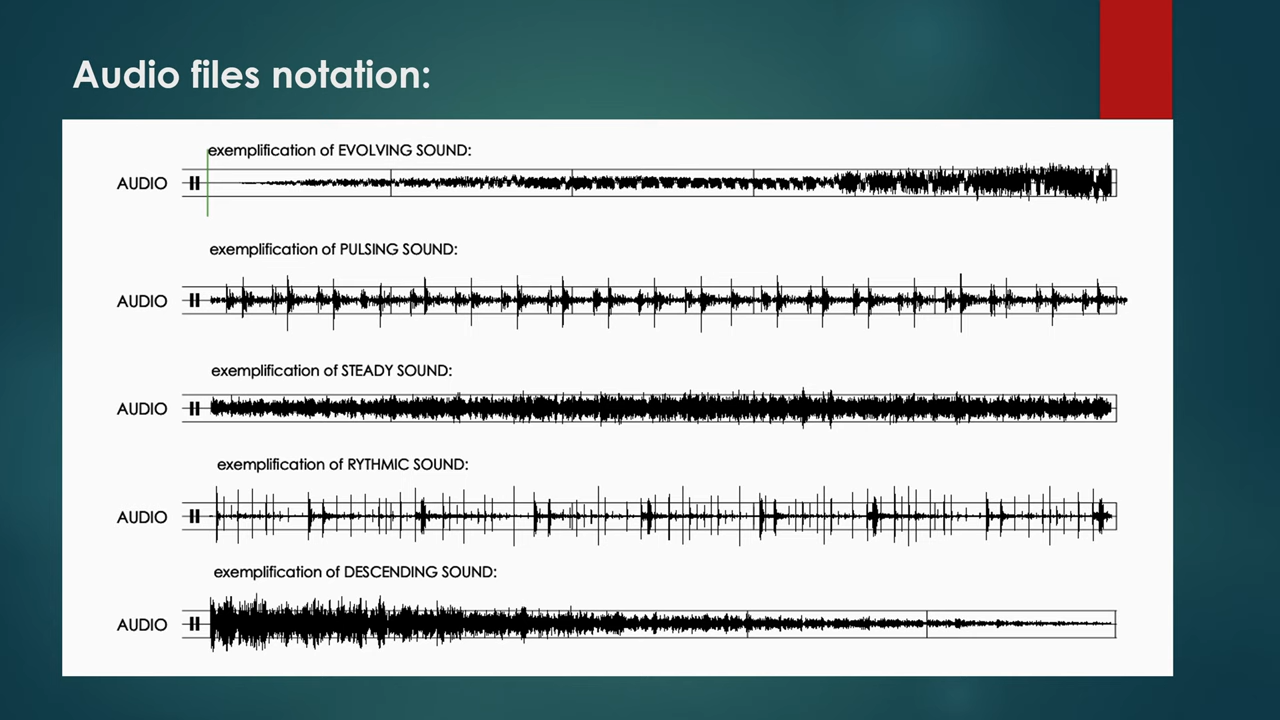 Audio files notation:
exemplification of EVOLVING SOUND:
AUDIO
exemplification of PULSING SOUND:
AUDIO
exemplification of STEADY SOUND:
AUDIO
exemplification of RYTHMIC SOUND:
AUDIO
exemplification of DESCENDING SOUND:
AUDIO